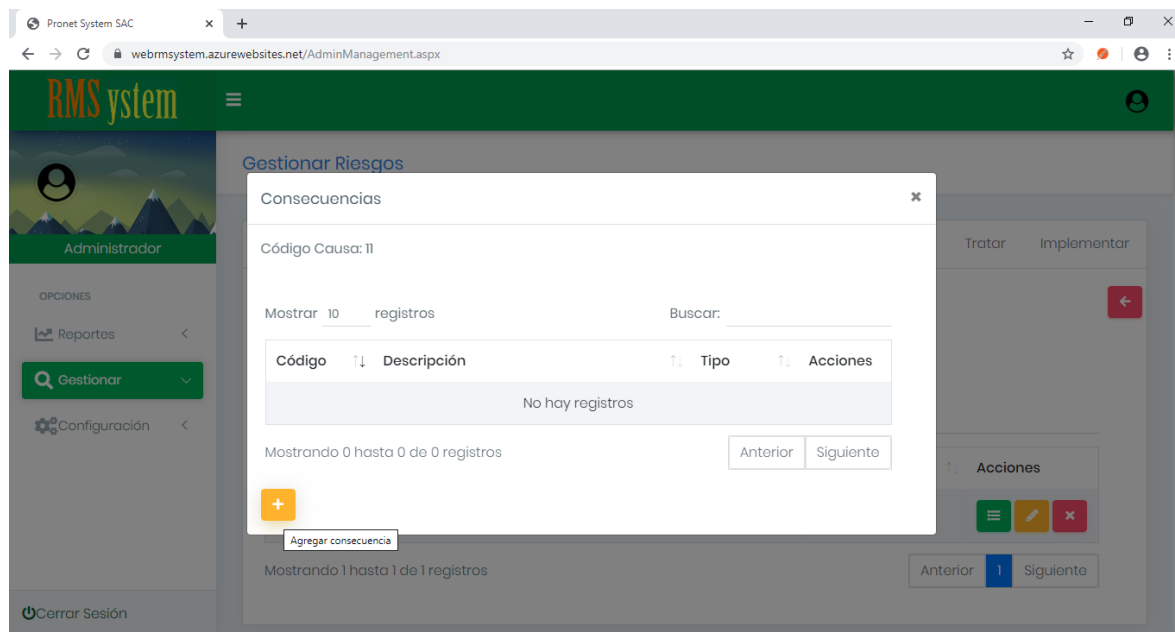 Pronet System SAC
webrmsystem.azurewebsites.net/AdminManagement.aspx
RMSystem
Gestionar Riesgos
Administrador
OPCIONES
Reportes
Gestionar
Configuración
Cerrar Sesión
Tratar Implementar
Consecuencias
Código Causa: 11
Mostrar 10 registros Buscar:
Código Descripción Tipo Acciones
No hay registros
Mostrando 0 hasta 0 de 0 registros Anterior Siguiente
Agregar consecuencia
Acciones
Mostrando 1 hasta 1 de 1 registros Anterior 1 Siguiente